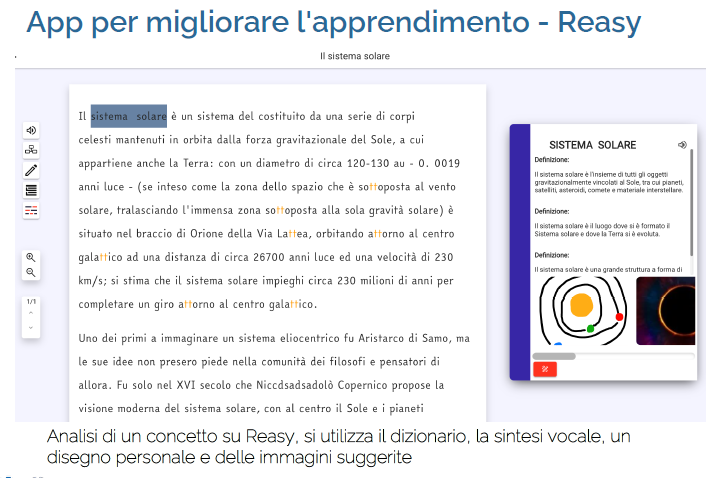 App per migliorare l'apprendimento - Reasy
Il sistema solare
Il sistema solare è un sistema del costituito da una serie di corpi
celesti mantenuti in orbita dalla forza gravitazionale del Sole, a cui
appartiene anche la Terra: con un diametro di circa 120-130 au - 0. 0019
anni luce - (se inteso come la zona dello spazio che è sottoposta al vento
solare, tralasciando l'immensa zona sottoposta alla sola gravità solare) è
situato nel braccio di Orione della Via Lattea, orbitando attorno al centro
galattico ad una distanza di circa 26700 anni luce ed una velocità di 230
km/s; si stima che il sistema solare impieghi circa 230 milioni di anni per
completare un giro attorno al centro galattico.
Uno dei primi a immaginare un sistema eliocentrico fu Aristarco di Samo, ma
le sue idee non presero piede nella comunità dei filosofi e pensatori di
allora. Fu solo nel XVI secolo che Niccdsadsadolò Copernico propose la
visione moderna del sistema solare, con al centro il Sole e i pianeti
1/1
SISTEMA SOLARE
Definizione:
Il sistema solare è l'insieme di tutti gli oggetti
gravitazionalmente vincolati al Sole, tra cui pianeti,
satelliti, asteroidi, comete e materiale interstellare.
Definizione:
Il sistema solare è il luogo dive si è formato il
Sistema solare e dove la Terra si è evoluta.
Definizione:
Il sistema solare è una grande struttura a forma di
Analisi di un concetto su Reasy, si utilizza il dizionario, la sintesi vocale, un
disegno personale e delle immagini suggerite